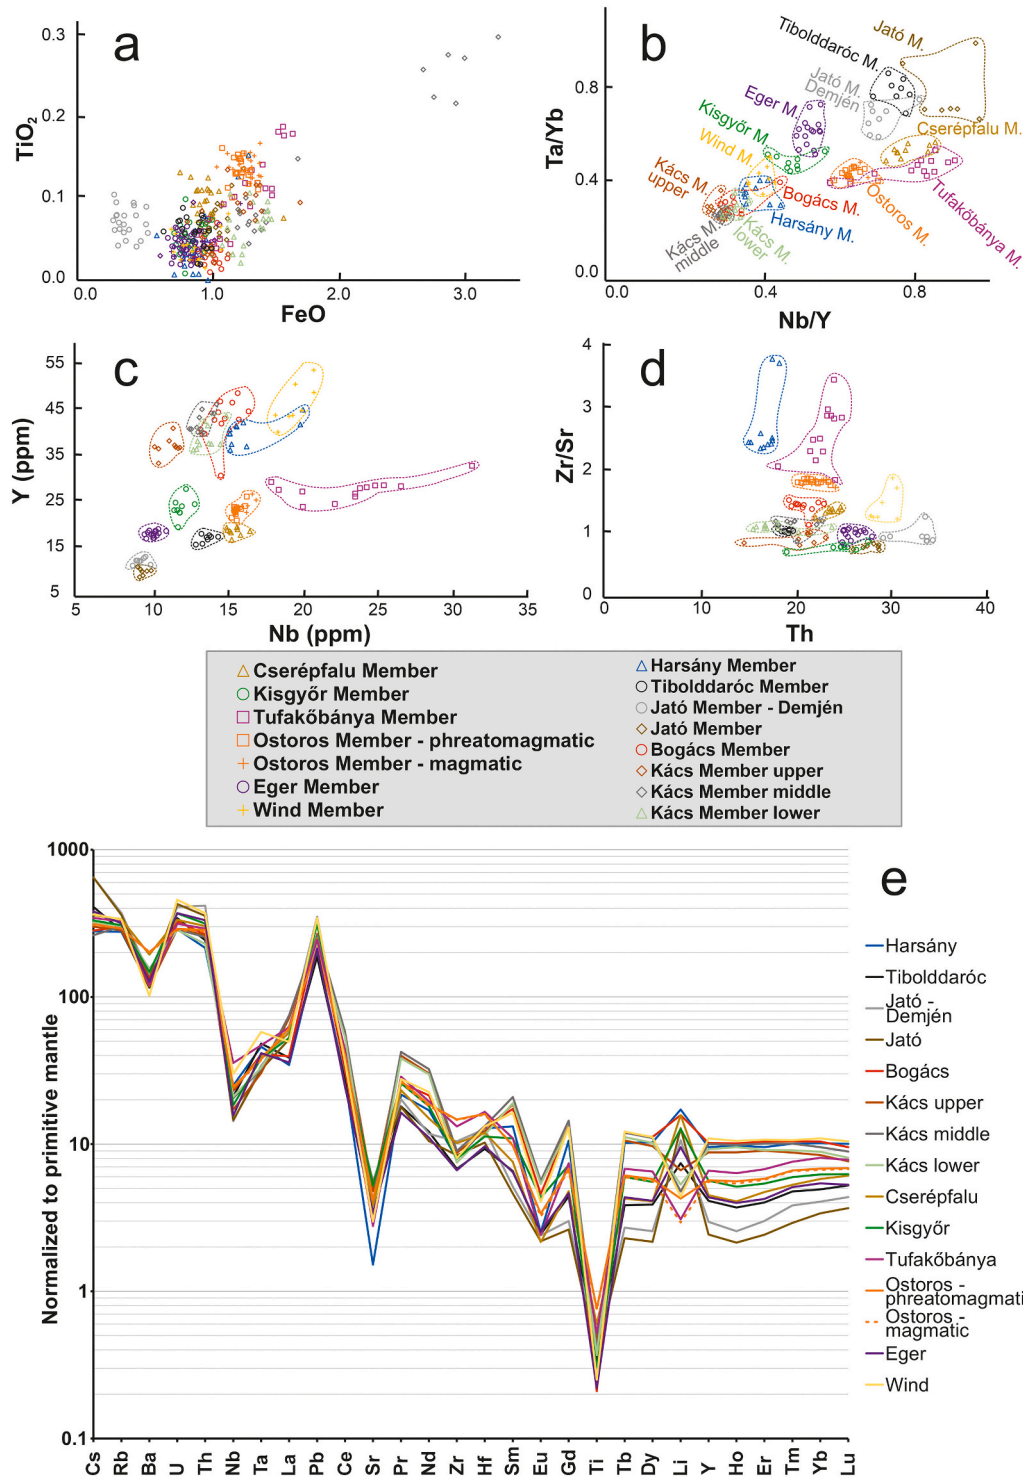 a
TiO2
0.3
0.2
0.1
0.0
0.0
1.0
2.0
3.0
FeO
b
Ta/Yb
0.8
0.4
0.0
0.0
0.4
0.8
Nb/Y
Tibolddaróc M.
Jató M.
Jató M.
Demjén
Eger M.
Kisgyőr M.
Wind M.
Cserépfalu M.
Kács M.
upper
Bogács M.
Ostoros M.
Tufakőbánya M.
Harsány M.
Kács M.
middle
Kács M.
lower
c
Y (ppm)
55
45
35
25
15
5
5
10
15
20
25
30
35
Nb (ppm)
d
Zr/Sr
4
3
2
1
0
0
10
20
30
40
Th
Cserépfalu Member
Kisgyőr Member
Tufakőbánya Member
Ostoros Member - phreatomagmatic
Ostoros Member - magmatic
Eger Member
Wind Member
Harsány Member
Tibolddaróc Member
Jató Member - Demjén
Jató Member
Bogács Member
Kács Member upper
Kács Member middle
Kács Member lower
e
Normalized to primitive mantle
1000
100
10
1
0.1
Cs Rb Ba U Th Nb Ta La Pb Ce Sr Pr Nd Zr Hf Sm Eu Gd Ti Tb Dy Li Y Ho Er Tm Yb Lu
Harsány
Tibolddaróc
Jató -
Demjén
Jató
Bogács
Kács upper
Kács middle
Kács lower
Cserépfalu
Kisgyőr
Tufakőbánya
Ostoros -
phreatomagmati
Ostoros -
magmatic
Eger
Wind